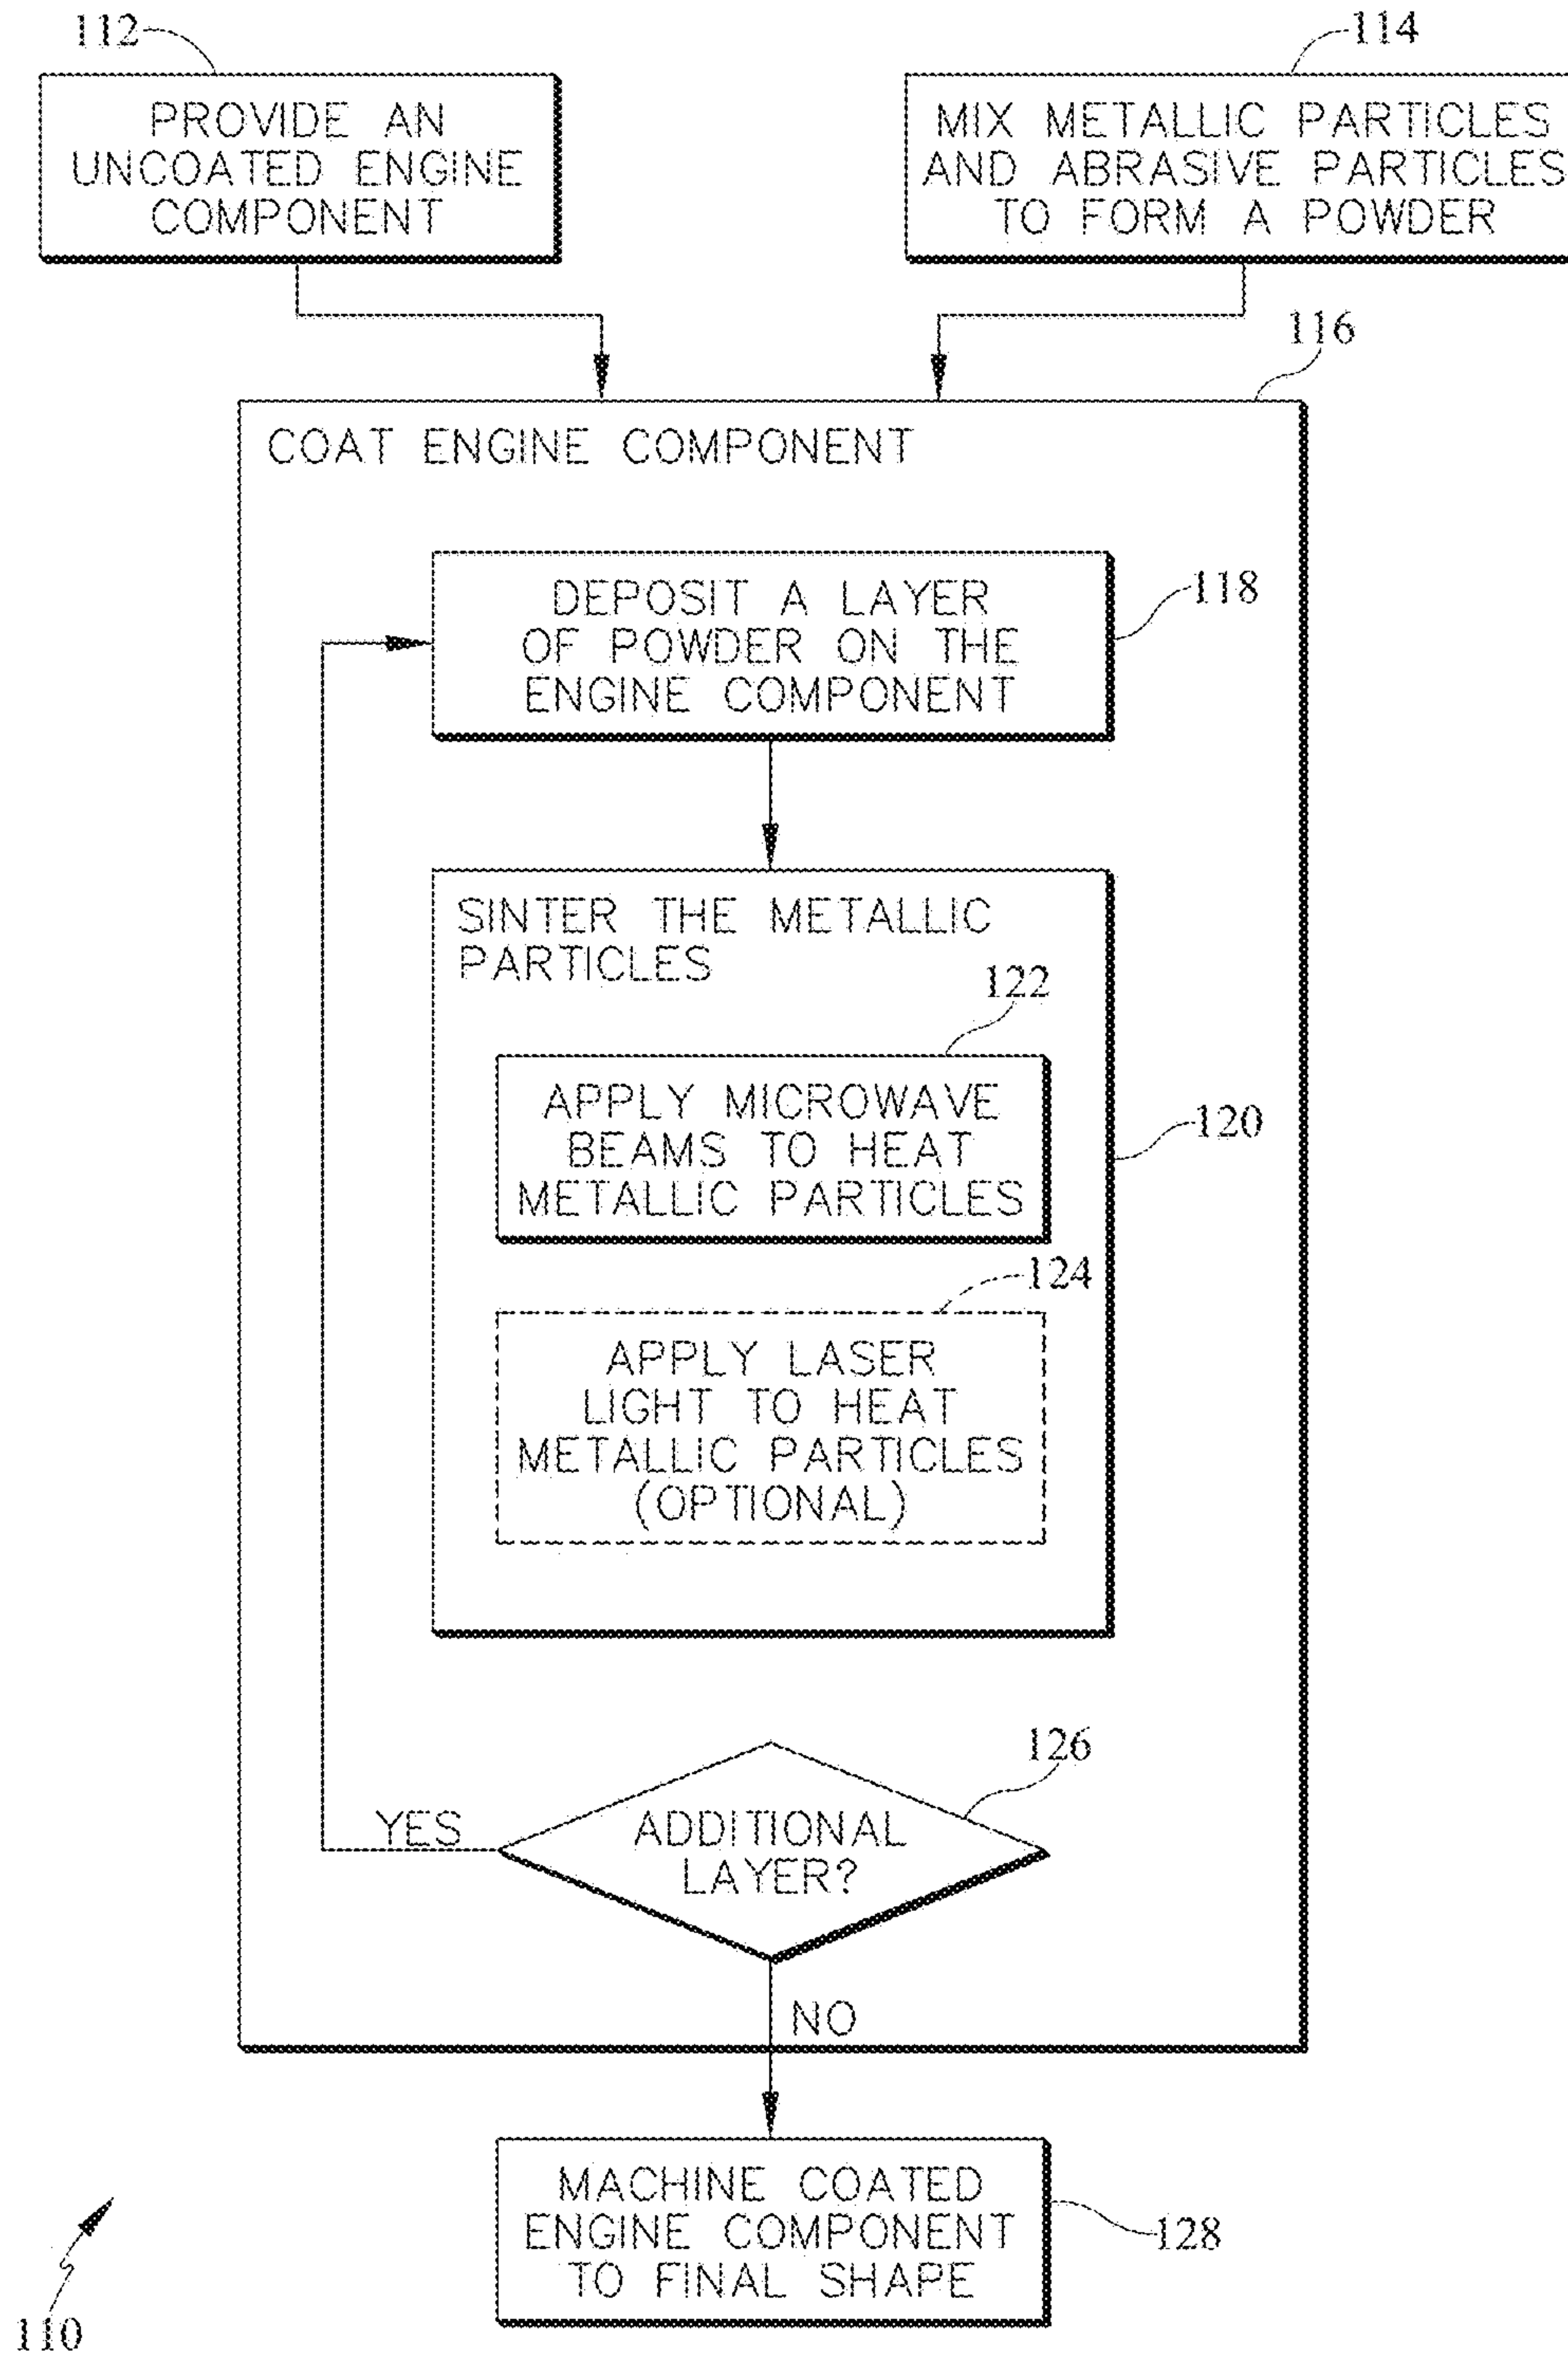 112
PROVIDE AN
UNCOATED ENGINE
COMPONENT
114
MIX METALLIC PARTICLES
AND ABRASIVE PARTICLES
TO FORM A POWDER
116
COAT ENGINE COMPONENT
DEPOSIT A LAYER
OF POWDER ON THE
ENGINE COMPONENT
118
SINTER THE METALLIC
PARTICLES
122
APPLY MICROWAVE
BEAMS TO HEAT
METALLIC PARTICLES
120
124
APPLY LASER
LIGHT TO HEAT
METALLIC PARTICLES
(OPTIONAL)
126
YES
ADDITIONAL
LAYER?
NO
MACHINE COATED
ENGINE COMPONENT
TO FINAL SHAPE
128
110